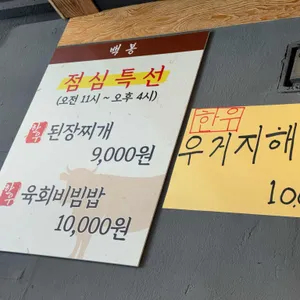 백봉
점심특선
(오전 11시 ~ 오후 4시)
한우 된장찌개
9,000원
한우 육회비빔밥
10,000원
한우
우거지해
10,0